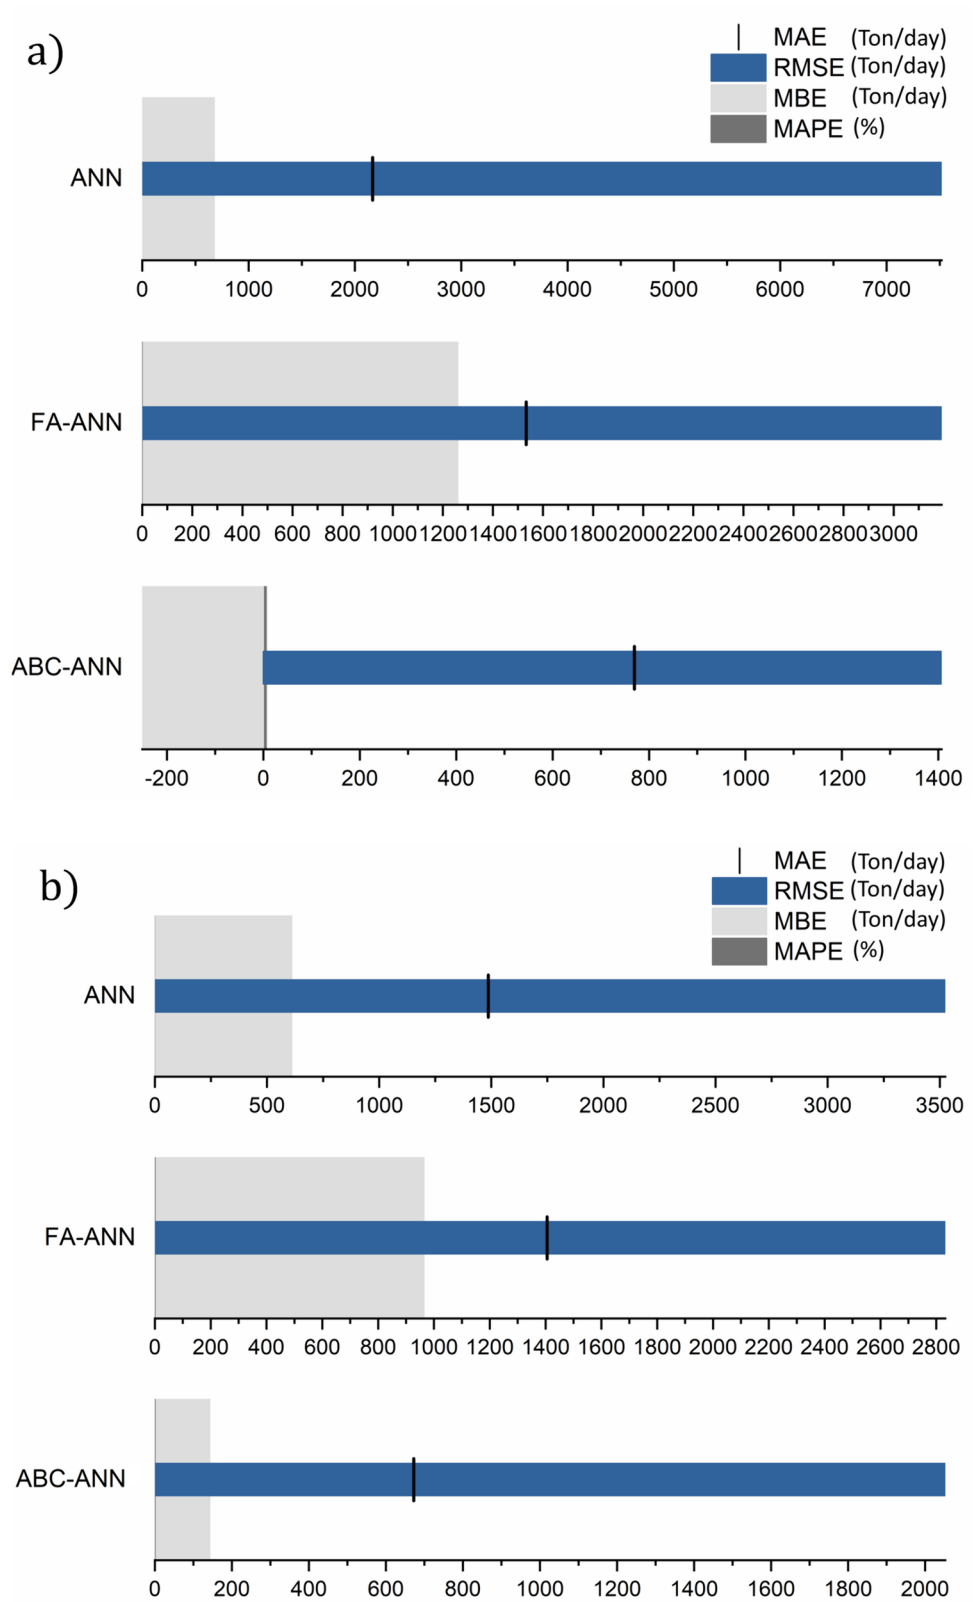 a)
MAE (Ton/day)
RMSE (Ton/day)
MBE (Ton/day)
MAPE (%)
ANN
0 1000 2000 3000 4000 5000 6000 7000
FA-ANN
0 200 400 600 800 1000 1200 1400 1600 1800 2000 2200 2400 2600 2800 3000
ABC-ANN
-200 0 200 400 600 800 1000 1200 1400
b)
MAE (Ton/day)
RMSE (Ton/day)
MBE (Ton/day)
MAPE (%)
ANN
0 500 1000 1500 2000 2500 3000 3500
FA-ANN
0 200 400 600 800 1000 1200 1400 1600 1800 2000 2200 2400 2600 2800
ABC-ANN
0 200 400 600 800 1000 1200 1400 1600 1800 2000